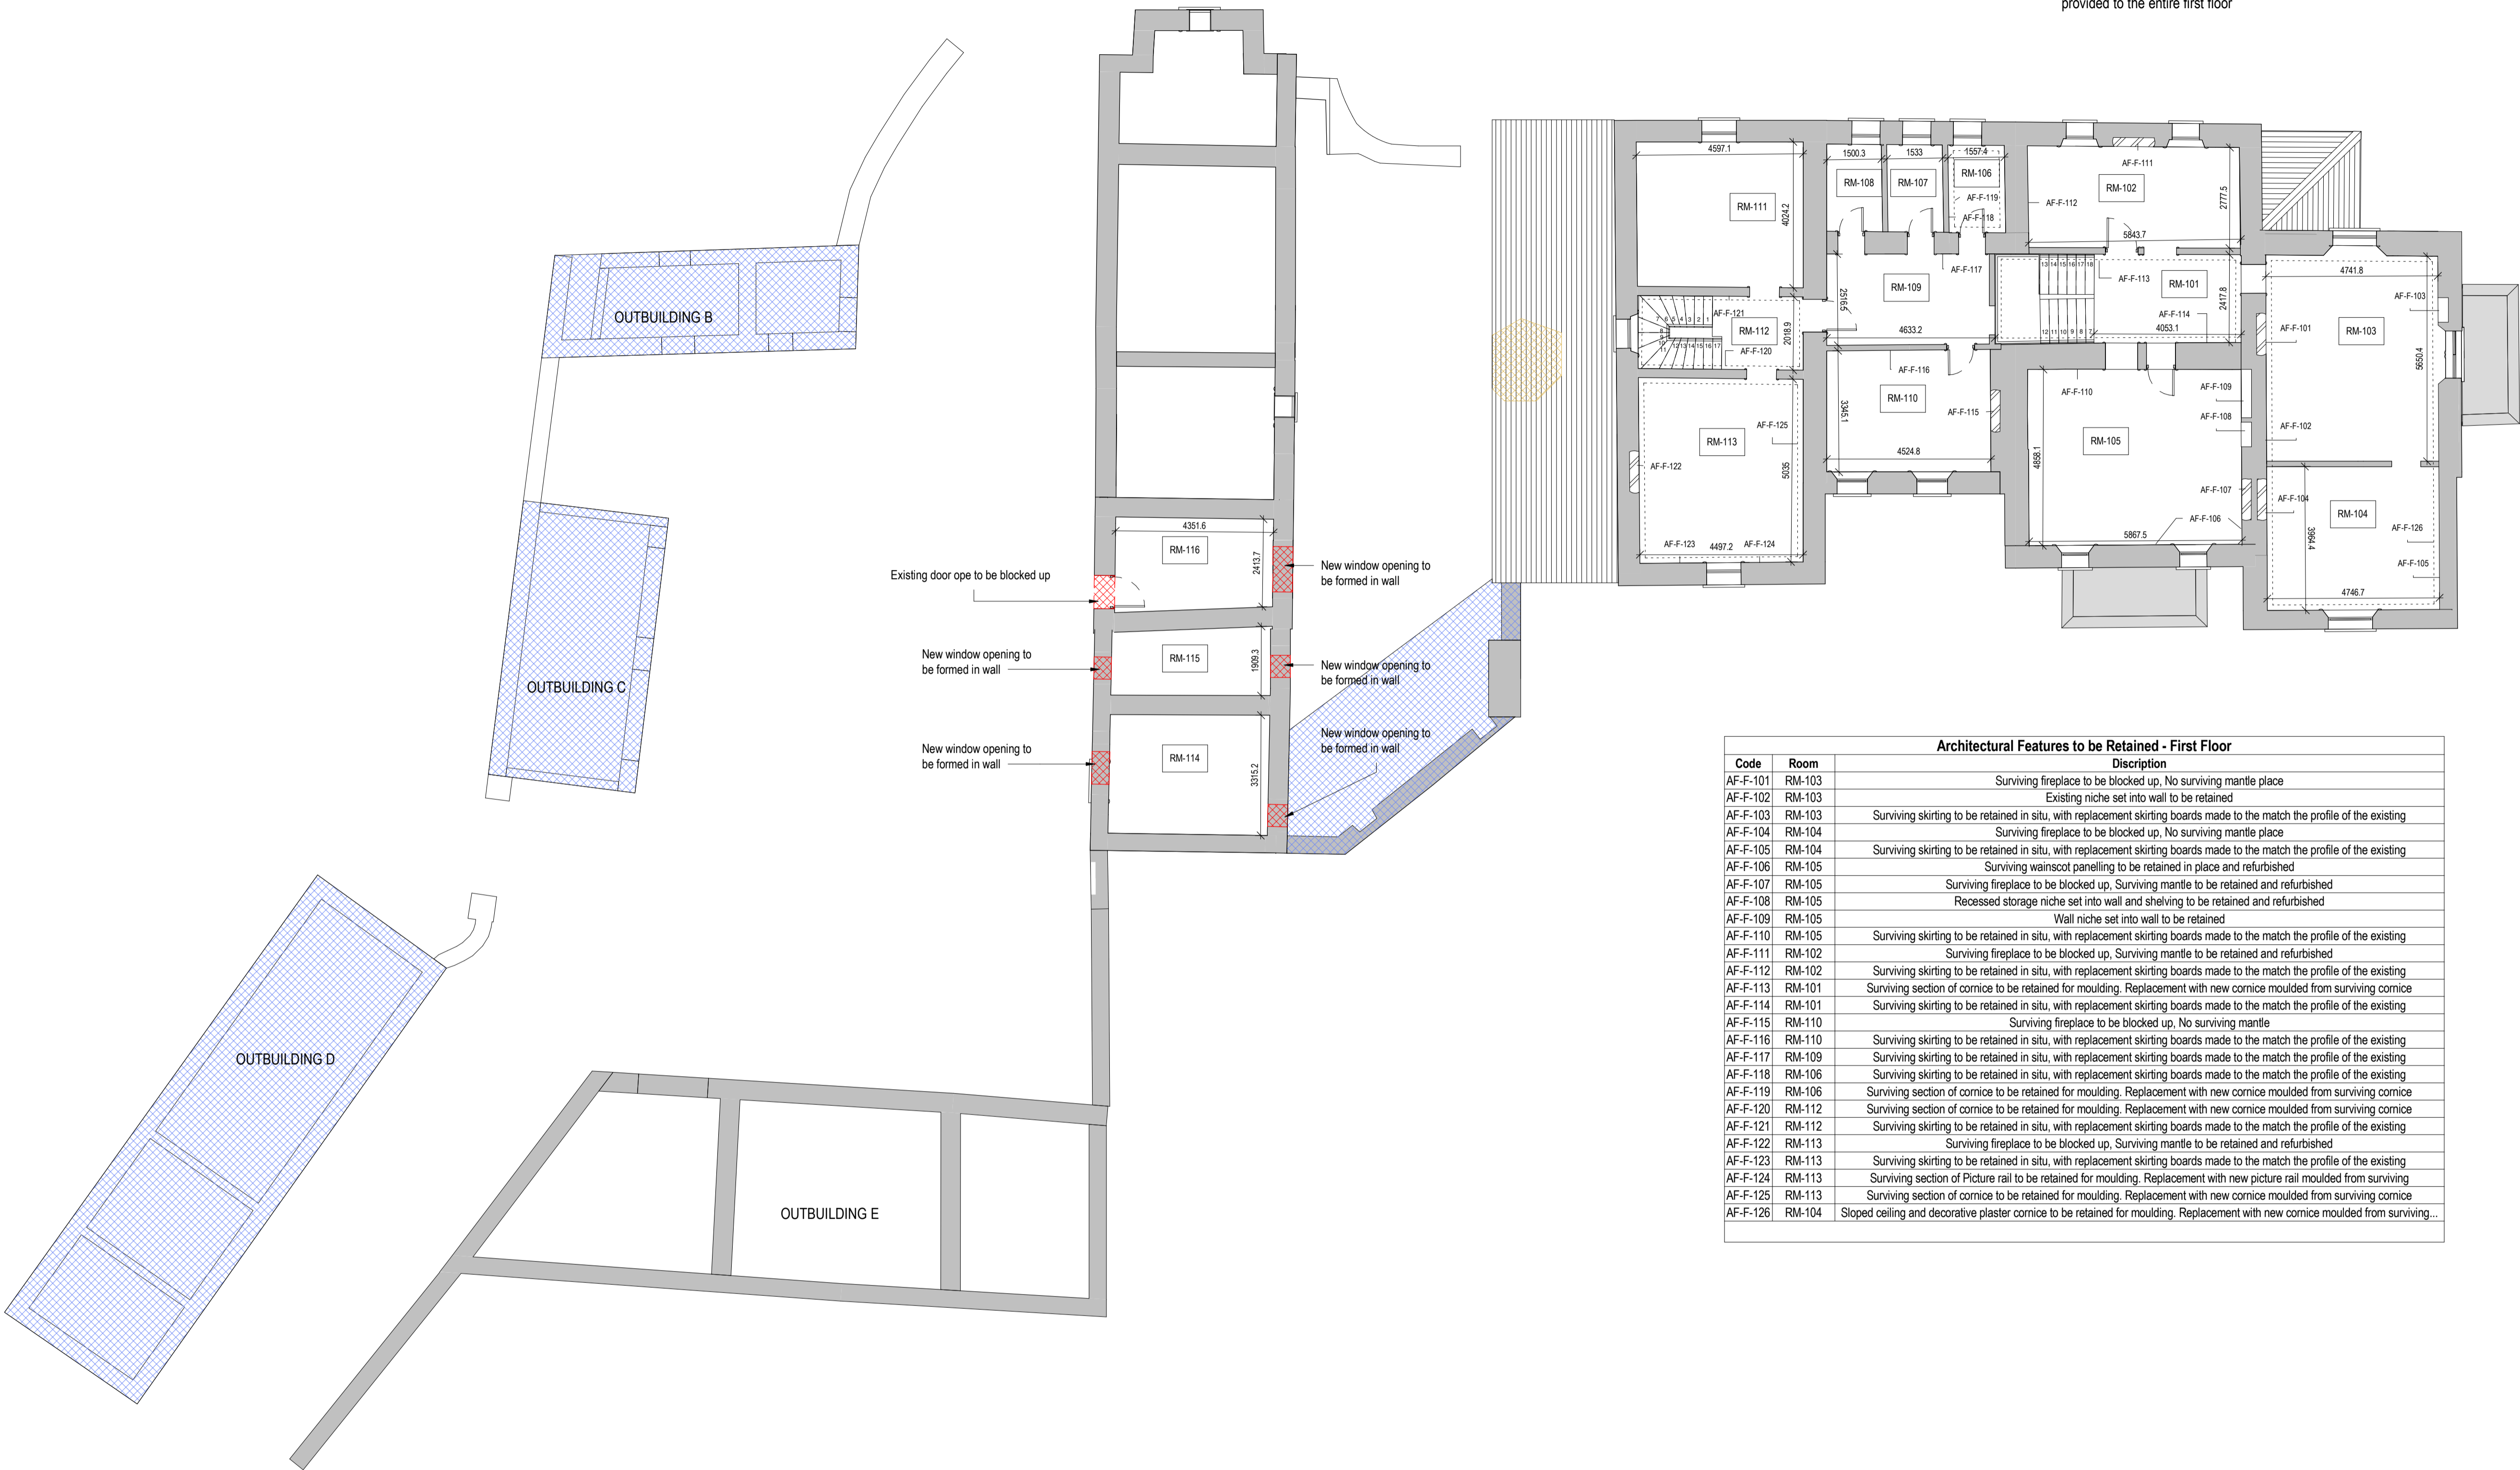 provided to the entire first floor
4597.1
1500.3
1533
1557.4
AF-F-111
RM-108
RM-107
RM-106
RM-102
RM-111
4024.2
AF-F-119
AF-F-118
AF-F-112
2777.5
5843.7
AF-F-117
13 14 15 16 17 18
AF-F-113
RM-101
4741.8
2516.5
RM-109
2417.8
AF-F-103
7 6 5 4 3 2 1
AF-F-121
AF-F-114
AF-F-101
RM-103
8
9
10
11
RM-112
2018.9
4633.2
12 11 10 9 8 7
4053.1
12 13 14 15 16 17
AF-F-120
5650.4
AF-F-116
AF-F-110
AF-F-109
3345.1
RM-110
AF-F-115
AF-F-108
AF-F-125
AF-F-102
RM-113
RM-105
4524.8
4858.1
AF-F-122
5035
AF-F-107
AF-F-104
AF-F-106
RM-104
3964.4
AF-F-126
5867.5
AF-F-123
4497.2
AF-F-124
AF-F-105
4746.7
OUTBUILDING B
OUTBUILDING C
OUTBUILDING D
OUTBUILDING E
4351.6
RM-116
2413.7
Existing door ope to be blocked up
New window opening to
be formed in wall
New window opening to
be formed in wall
RM-115
1909.3
New window opening to
be formed in wall
New window opening to
be formed in wall
RM-114
3315.2
New window opening to
be formed in wall
Architectural Features to be Retained - First Floor
Code Room Discription
AF-F-101 RM-103 Surviving fireplace to be blocked up, No surviving mantle place
AF-F-102 RM-103 Existing niche set into wall to be retained
AF-F-103 RM-103 Surviving skirting to be retained in situ, with replacement skirting boards made to the match the profile of the existing
AF-F-104 RM-104 Surviving fireplace to be blocked up, No surviving mantle place
AF-F-105 RM-104 Surviving skirting to be retained in situ, with replacement skirting boards made to the match the profile of the existing
AF-F-106 RM-105 Surviving wainscot panelling to be retained in place and refurbished
AF-F-107 RM-105 Surviving fireplace to be blocked up, Surviving mantle to be retained and refurbished
AF-F-108 RM-105 Recessed storage niche set into wall and shelving to be retained and refurbished
AF-F-109 RM-105 Wall niche set into wall to be retained
AF-F-110 RM-105 Surviving skirting to be retained in situ, with replacement skirting boards made to the match the profile of the existing
AF-F-111 RM-102 Surviving fireplace to be blocked up, Surviving mantle to be retained and refurbished
AF-F-112 RM-102 Surviving skirting to be retained in situ, with replacement skirting boards made to the match the profile of the existing
AF-F-113 RM-101 Surviving section of cornice to be retained for moulding. Replacement with new cornice moulded from surviving cornice
AF-F-114 RM-101 Surviving skirting to be retained in situ, with replacement skirting boards made to the match the profile of the existing
AF-F-115 RM-110 Surviving fireplace to be blocked up, No surviving mantle
AF-F-116 RM-110 Surviving skirting to be retained in situ, with replacement skirting boards made to the match the profile of the existing
AF-F-117 RM-109 Surviving skirting to be retained in situ, with replacement skirting boards made to the match the profile of the existing
AF-F-118 RM-106 Surviving skirting to be retained in situ, with replacement skirting boards made to the match the profile of the existing
AF-F-119 RM-106 Surviving section of cornice to be retained for moulding. Replacement with new cornice moulded from surviving cornice
AF-F-120 RM-112 Surviving section of cornice to be retained for moulding. Replacement with new cornice moulded from surviving cornice
AF-F-121 RM-112 Surviving skirting to be retained in situ, with replacement skirting boards made to the match the profile of the existing
AF-F-122 RM-113 Surviving fireplace to be blocked up, Surviving mantle to be retained and refurbished
AF-F-123 RM-113 Surviving skirting to be retained in situ, with replacement skirting boards made to the match the profile of the existing
AF-F-124 RM-113 Surviving section of Picture rail to be retained for moulding. Replacement with new picture rail moulded from surviving
AF-F-125 RM-113 Surviving section of cornice to be retained for moulding. Replacement with new cornice moulded from surviving cornice
AF-F-126 RM-104 Sloped ceiling and decorative plaster cornice to be retained for moulding. Replacement with new cornice moulded from surviving...